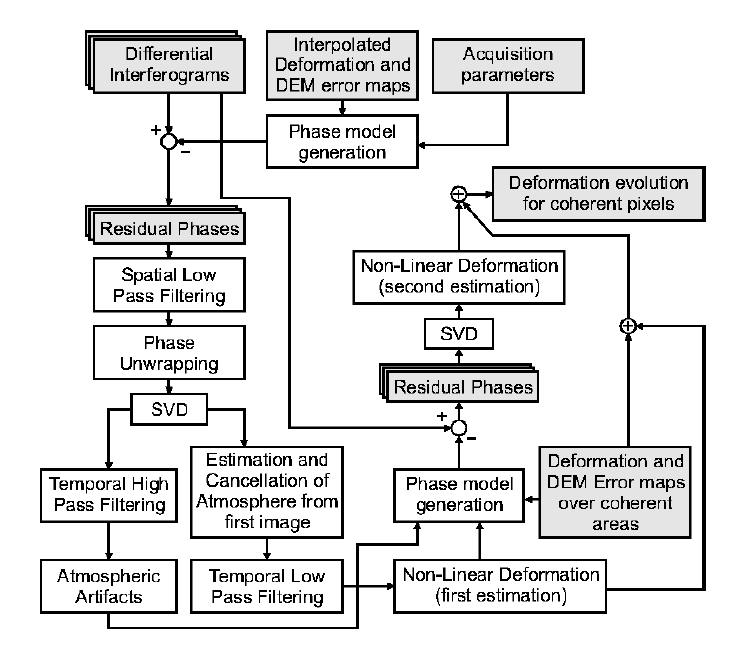 Differential
Interferograms
Interpolated
Deformation and
DEM error maps
Acquisition
parameters
+
−
Phase model
generation
Deformation evolution
for coherent pixels
+
Residual Phases
Spatial Low
Pass Filtering
Non-Linear Deformation
(second estimation)
Phase
Unwrapping
SVD
+
Residual Phases
SVD
+
−
Temporal High
Pass Filtering
Estimation and
Cancellation of
Atmosphere from
first image
Phase model
generation
Deformation and
DEM Error maps
over coherent
areas
Atmospheric
Artifacts
Temporal Low
Pass Filtering
Non-Linear Deformation
(first estimation)